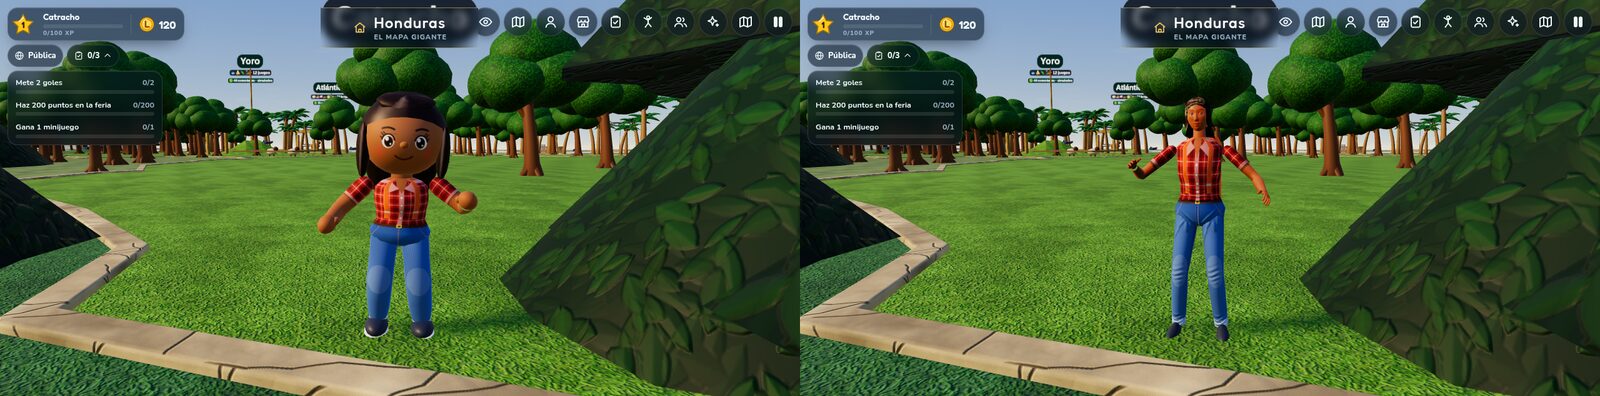 1
Catracho
0/100 XP
L 120
Honduras
EL MAPA GIGANTE
Pública
0/3
Mete 2 goles 0/2
Haz 200 puntos en la feria 0/200
Gana 1 minijuego 0/1
Yoro
1
Catracho
0/100 XP
L 120
Honduras
EL MAPA GIGANTE
Pública
0/3
Mete 2 goles 0/2
Haz 200 puntos en la feria 0/200
Gana 1 minijuego 0/1
Yoro